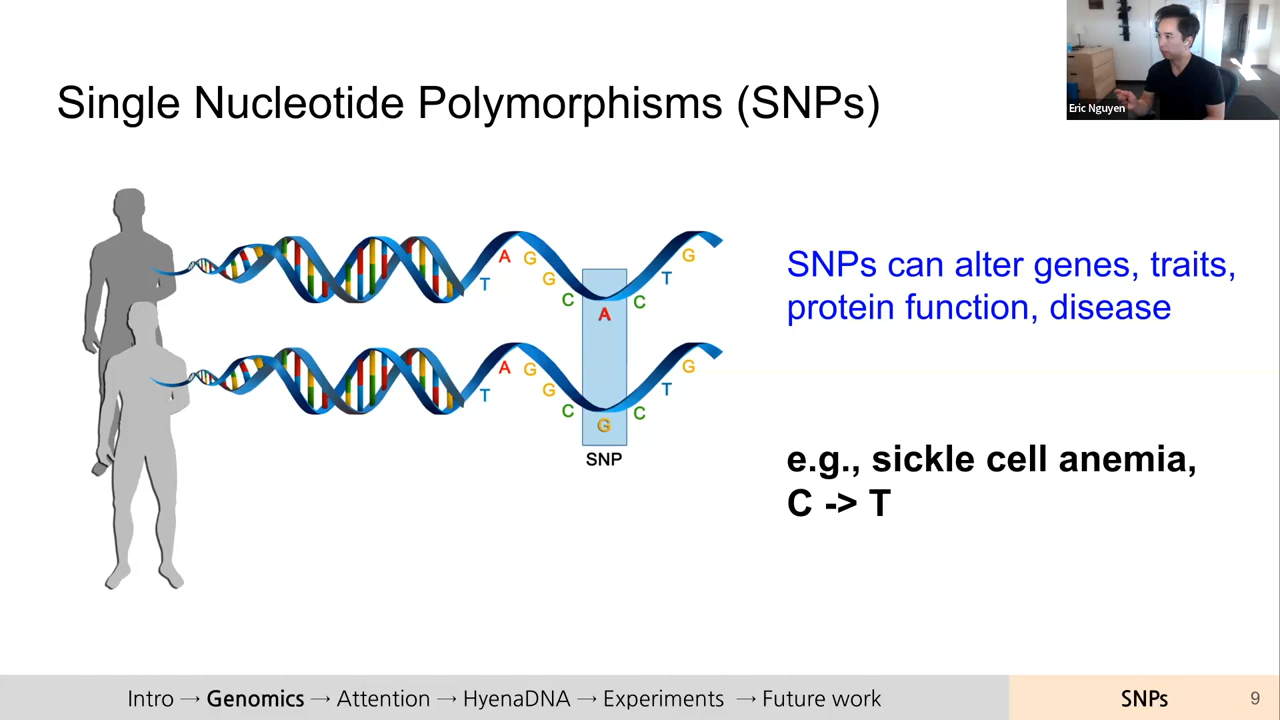 Single Nucleotide Polymorphisms (SNPs)
Eric Nguyen
T A G G C A C T G
T A G G C G C T G
SNP
SNPs can alter genes, traits,
protein function, disease
e.g., sickle cell anemia,
C -> T
Intro → Genomics → Attention → HyenaDNA → Experiments → Future work
SNPs
9